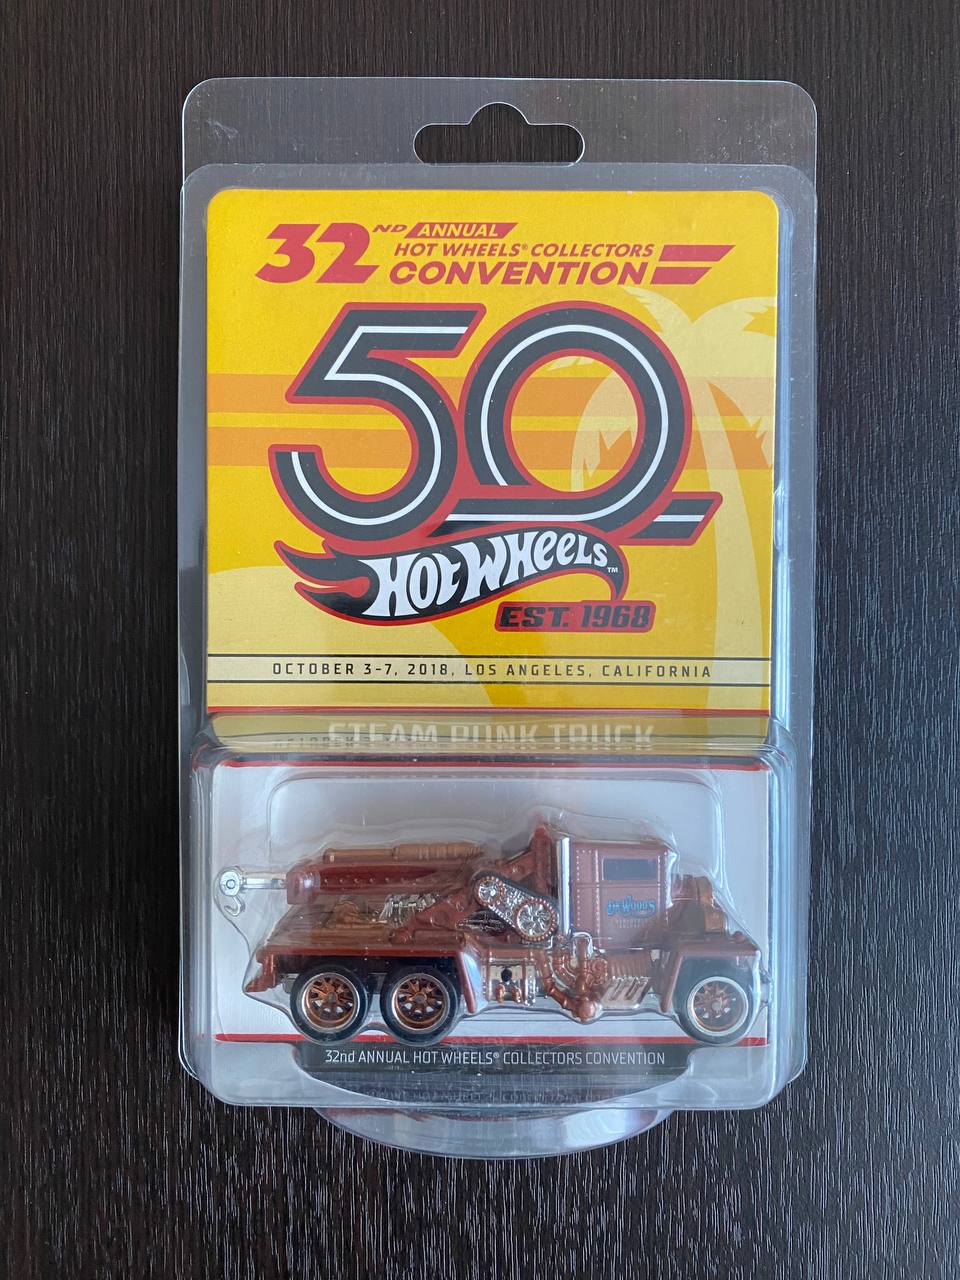 32ND ANNUAL
HOT WHEELS® COLLECTORS
CONVENTION
50
HOT WHEELS™
EST. 1968
OCTOBER 3-7, 2018, LOS ANGELES, CALIFORNIA
STEAM PUNK TRUCK
32nd ANNUAL HOT WHEELS® COLLECTORS CONVENTION